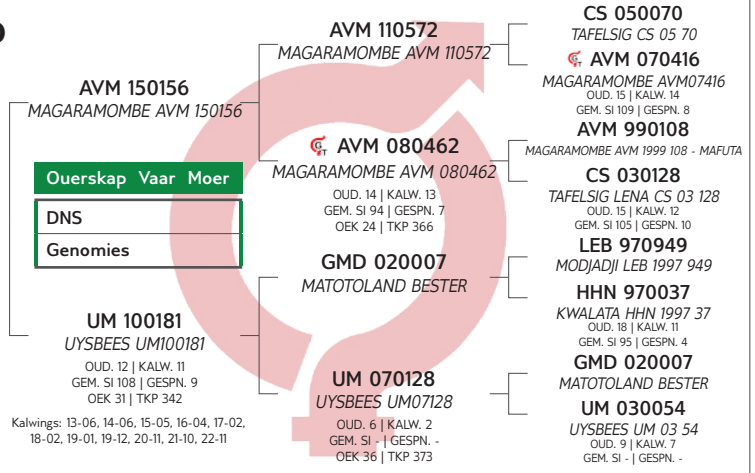 AVM 150156
MAGARAMOMBE AVM 150156
Ouerskap Vaar Moer
DNS
Genomies
UM 100181
UYSBEES UM100181
OUD. 12 | KALW. 11
GEM. SI 108 | GESPN. 9
OEK 31 | TKP 342
Kalwings: 13-06, 14-06, 15-05, 16-04, 17-02,
18-02, 19-01, 19-12, 20-11, 21-10, 22-11
AVM 110572
MAGARAMOMBE AVM 110572
GT AVM 080462
MAGARAMOMBE AVM 080462
OUD. 14 | KALW. 13
GEM. SI 94 | GESPN. 7
OEK 24 | TKP 366
GMD 020007
MATOTOLAND BESTER
UM 070128
UYSBEES UM07128
OUD. 6 | KALW. 2
GEM. SI - | GESPN. -
OEK 36 | TKP 373
CS 050070
TAFELSIG CS 05 70
GT AVM 070416
MAGARAMOMBE AVM07416
OUD. 15 | KALW. 14
GEM. SI 109 | GESPN. 8
AVM 990108
MAGARAMOMBE AVM 1999 108 - MAFUTA
CS 030128
TAFELSIG LENA CS 03 128
OUD. 15 | KALW. 12
GEM. SI 105 | GESPN. 10
LEB 970949
MODJADJI LEB 1997 949
HHN 970037
KWALATA HHN 1997 37
OUD. 18 | KALW. 11
GEM. SI 95 | GESPN. 4
GMD 020007
MATOTOLAND BESTER
UM 030054
UYSBEES UM 03 54
OUD. 9 | KALW. 7
GEM. SI - | GESPN. -